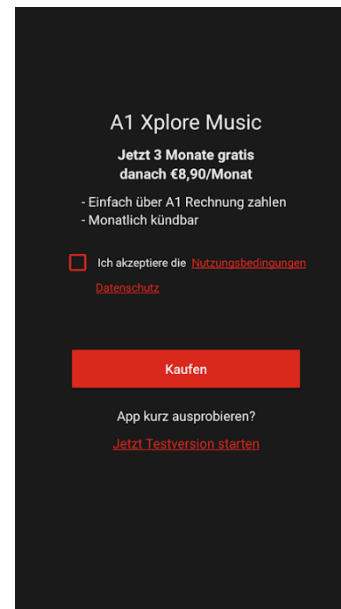 A1 Xplore Music
Jetzt 3 Monate gratis
danach €8,90/Monat
- Einfach über A1 Rechnung zahlen
- Monatlich kündbar
Ich akzeptiere die Nutzungsbedingungen
Datenschutz
Kaufen
App kurz ausprobieren?
Jetzt Testversion starten